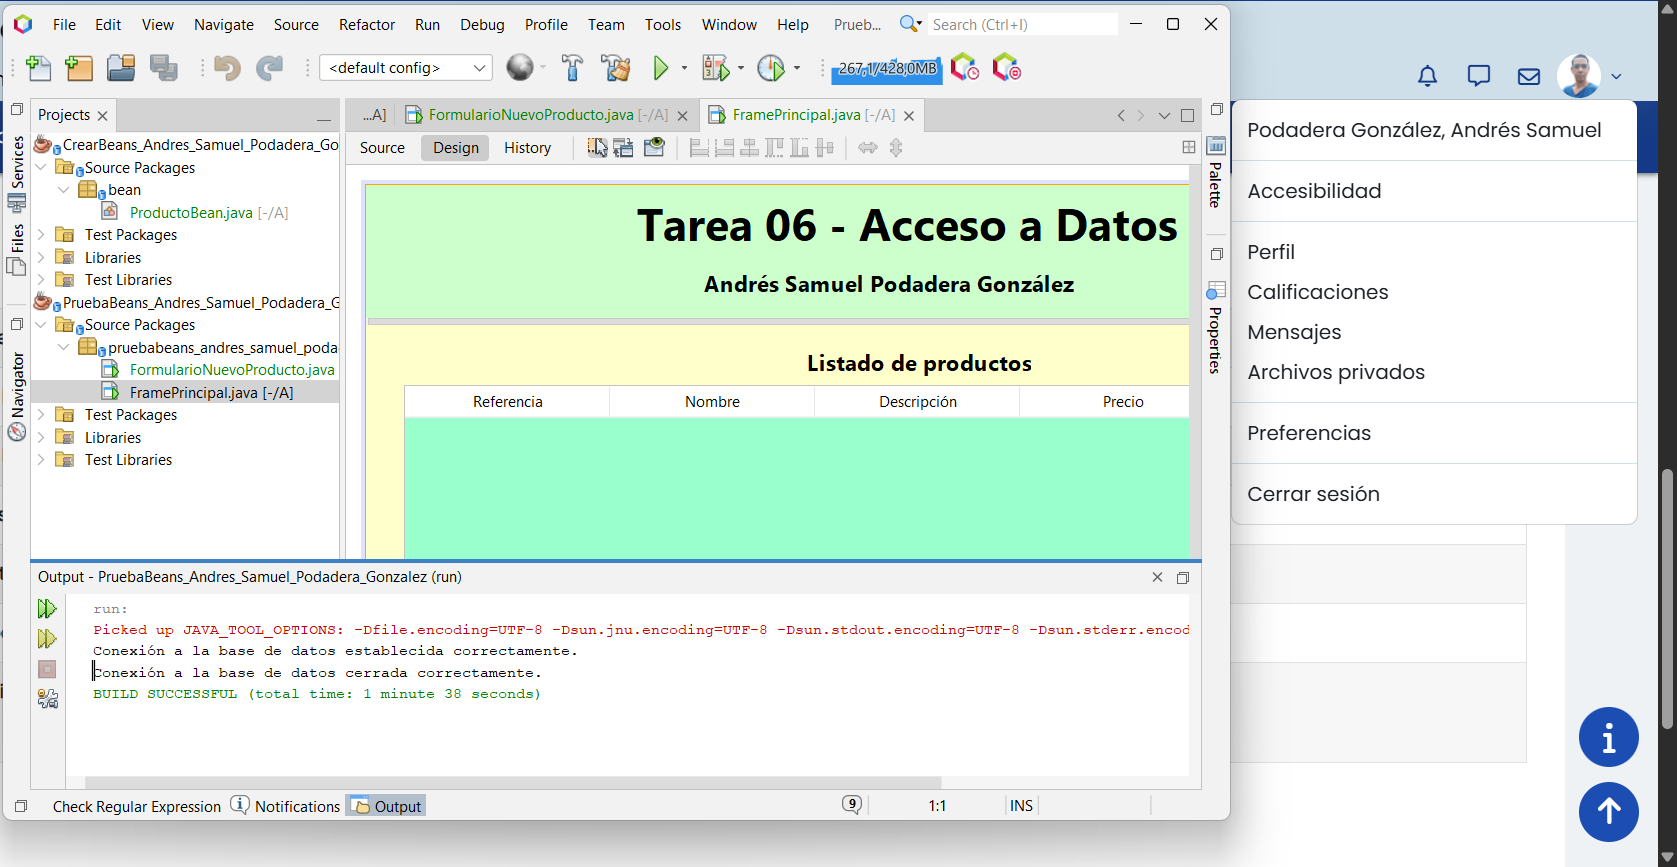 File Edit View Navigate Source Refactor Run Debug Profile Team Tools Window Help Prueb... Search (Ctrl+I)
<default config> 267,1/428,0MB
Projects
Services
Files
Navigator
CrearBeans_Andres_Samuel_Podadera_Go
Source Packages
bean
ProductoBean.java [-/A]
Test Packages
Libraries
Test Libraries
PruebaBeans_Andres_Samuel_Podadera_G
Source Packages
pruebabeans_andres_samuel_poda
FormularioNuevoProducto.java
FramePrincipal.java [-/A]
Test Packages
Libraries
Test Libraries
...A] FormularioNuevoProducto.java [-/A] FramePrincipal.java [-/A]
Source Design History
Palette
Properties
Tarea 06 - Acceso a Datos
Andrés Samuel Podadera González
Listado de productos
Referencia Nombre Descripción Precio
Output - PruebaBeans_Andres_Samuel_Podadera_Gonzalez (run)
run:
Picked up JAVA_TOOL_OPTIONS: -Dfile.encoding=UTF-8 -Dsun.jnu.encoding=UTF-8 -Dsun.stdout.encoding=UTF-8 -Dsun.stderr.encod
Conexión a la base de datos establecida correctamente.
Conexión a la base de datos cerrada correctamente.
BUILD SUCCESSFUL (total time: 1 minute 38 seconds)
Check Regular Expression Notifications Output 9 1:1 INS
Podadera González, Andrés Samuel
Accesibilidad
Perfil
Calificaciones
Mensajes
Archivos privados
Preferencias
Cerrar sesión